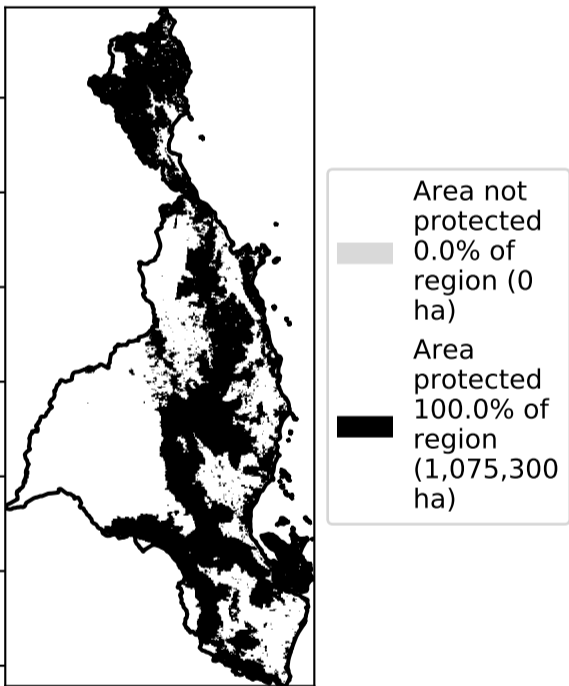 Area not
protected
0.0% of
region (0
ha)
Area
protected
100.0% of
region
(1,075,300
ha)